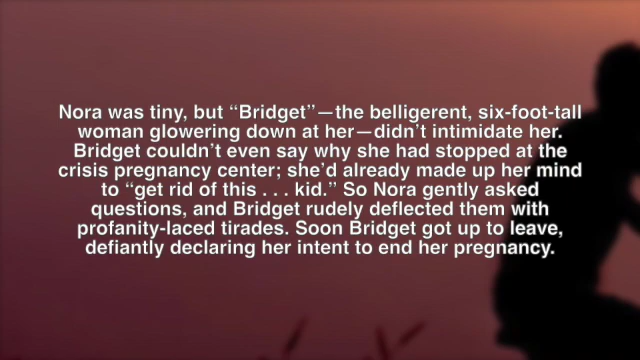 Nora was tiny, but “Bridget”—the belligerent, six-foot-tall
woman glowering down at her—didn’t intimidate her.
Bridget couldn’t even say why she had stopped at the
crisis pregnancy center; she’d already made up her mind
to “get rid of this . . . kid.” So Nora gently asked
questions, and Bridget rudely deflected them with
profanity-laced tirades. Soon Bridget got up to leave,
defiantly declaring her intent to end her pregnancy.